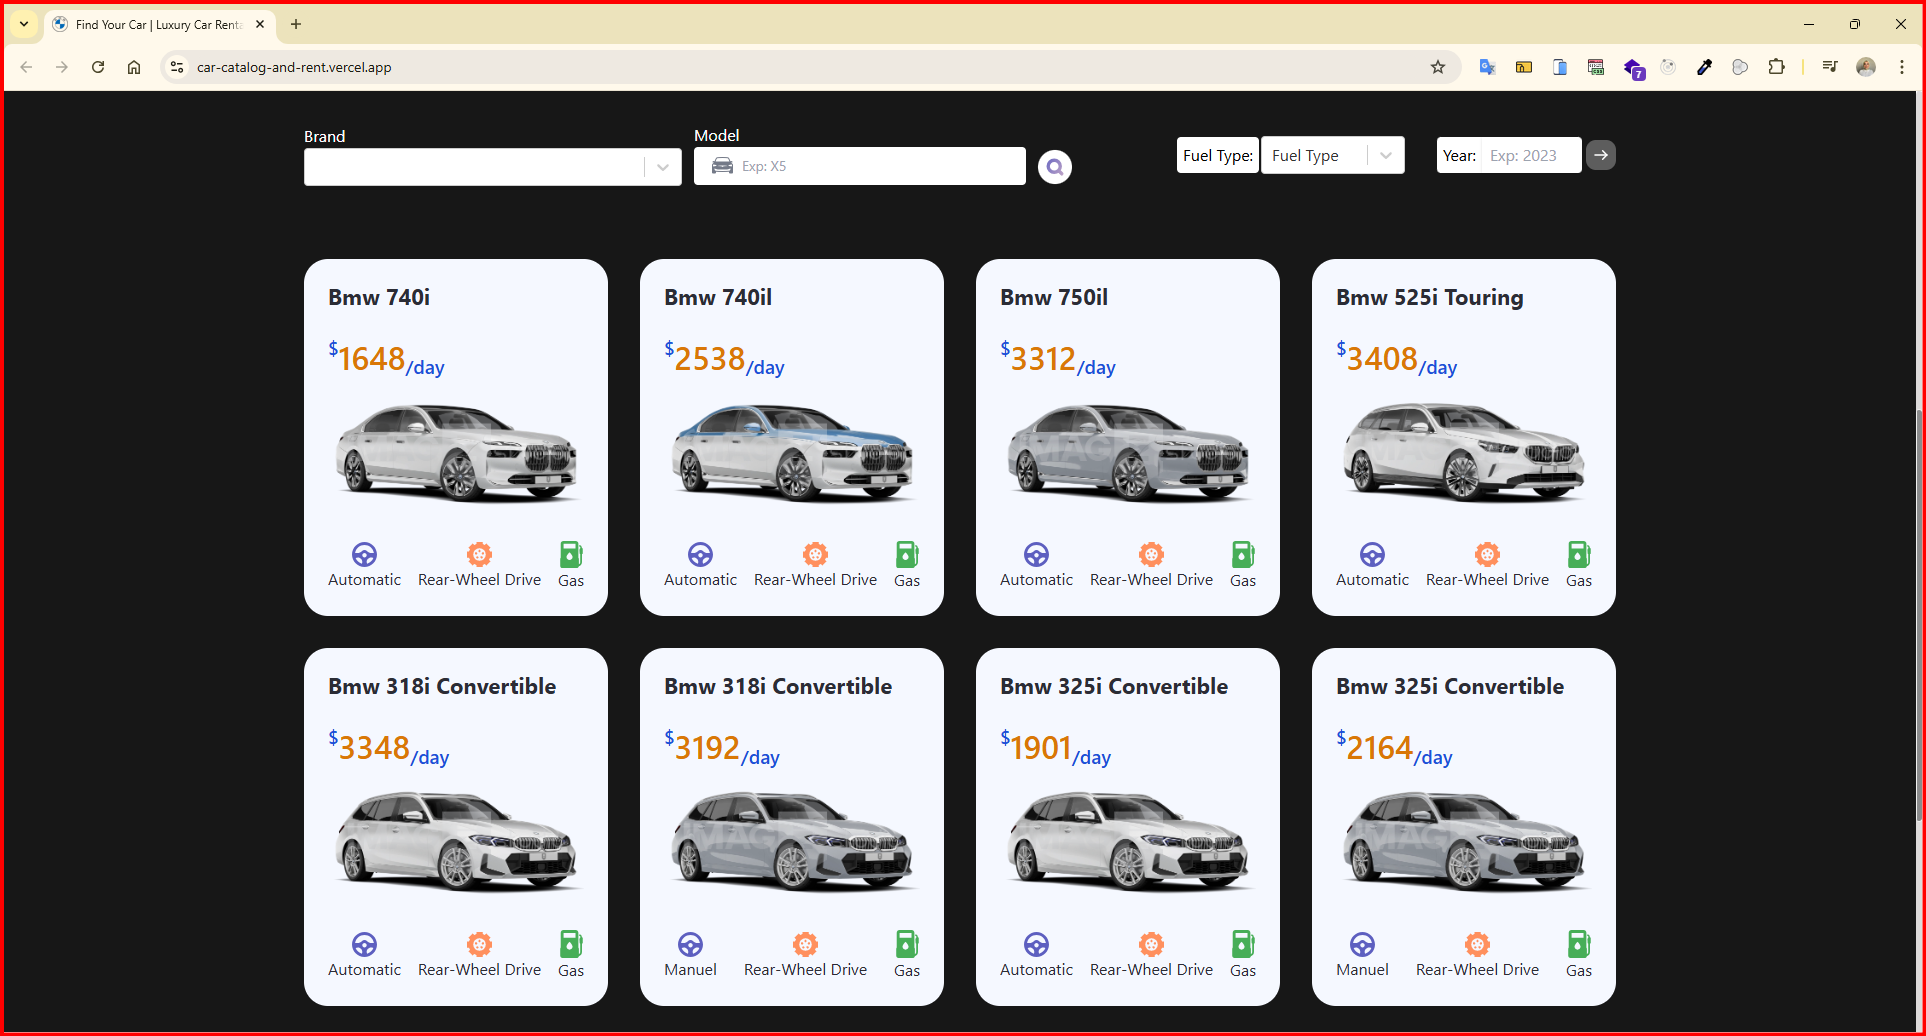 Find Your Car | Luxury Car Renta
car-catalog-and-rent.vercel.app
7
Brand
Model
Exp: X5
Fuel Type:
Fuel Type
Year:
Exp: 2023
Bmw 740i
$1648/day
Automatic
Rear-Wheel Drive
Gas
Bmw 740il
$2538/day
Automatic
Rear-Wheel Drive
Gas
Bmw 750il
$3312/day
Automatic
Rear-Wheel Drive
Gas
Bmw 525i Touring
$3408/day
Automatic
Rear-Wheel Drive
Gas
Bmw 318i Convertible
$3348/day
Automatic
Rear-Wheel Drive
Gas
Bmw 318i Convertible
$3192/day
Manuel
Rear-Wheel Drive
Gas
Bmw 325i Convertible
$1901/day
Automatic
Rear-Wheel Drive
Gas
Bmw 325i Convertible
$2164/day
Manuel
Rear-Wheel Drive
Gas